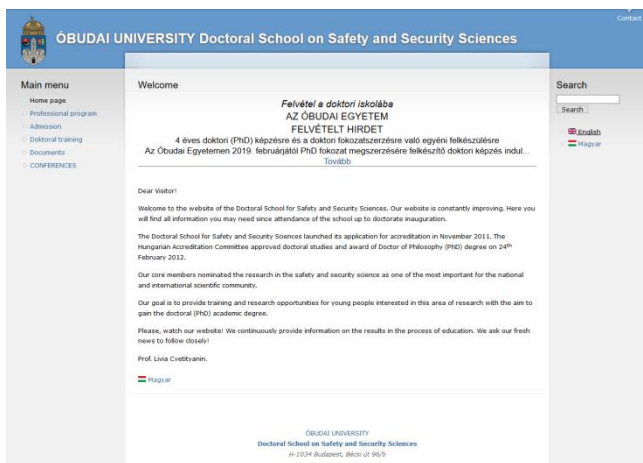 Contact
ÓBUDAI UNIVERSITY Doctoral School on Safety and Security Sciences
Main menu
Home page
Professional program
Admission
Doktoral training
Documents
CONFERENCES
Welcome
Felvétel a doktori iskolába
AZ ÓBUDAI EGYETEM
FELVÉTELT HIRDET
4 éves doktori (PhD) képzésre és a doktori fokozatszerzésre való egyéni felkészülésre
Az Óbudai Egyetemen 2019. februárjától PhD fokozat megszerzésére felkészítő doktori képzés indul...
Tovább
Dear Visitor!
Welcome to the website of the Doctoral School for Safety and Security Sciences. Our website is constantly improving. Here you
will find all information you may need since attendance of the school up to doctorate inauguration.
The Doctoral School for Safety and Security Sciences launched its application for accreditation in November 2011. The
Hungarian Accreditation Committee approved doctoral studies and award of Doctor of Philosophy (PhD) degree on 24th
February 2012.
Our core members nominated the research in the safety and security science as one of the most important for the national
and international scientific community.
Our goal is to provide training and research opportunities for young people interested in this area of research with the aim to
gain the doctoral (PhD) academic degree.
Please, watch our website! We continuously provide information on the results in the process of education. We ask our fresh
news to follow closely!
Prof. Livia Cvetityanin.
Magyar
Search
Search
English
Magyar
ÓBUDAI UNIVERSITY
Doctoral School on Safety and Security Sciences
H-1034 Budapest, Bécsi út 96/b